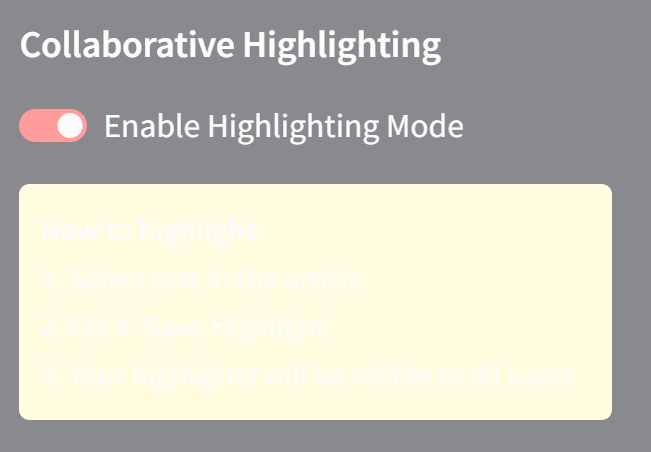 Collaborative Highlighting
Enable Highlighting Mode
How to highlight:
1. Select text in the article
2. Click 'Save Highlight'
3. Your highlights will be visible to all users